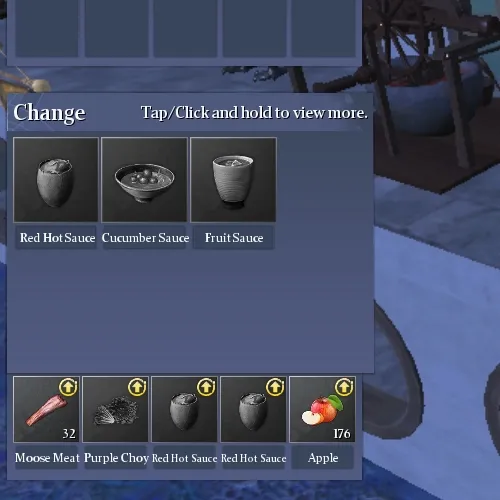 Change
Tap/Click and hold to view more.
Red Hot Sauce
Cucumber Sauce
Fruit Sauce
32
176
Moose Meat
Purple Choy
Red Hot Sauce
Red Hot Sauce
Apple